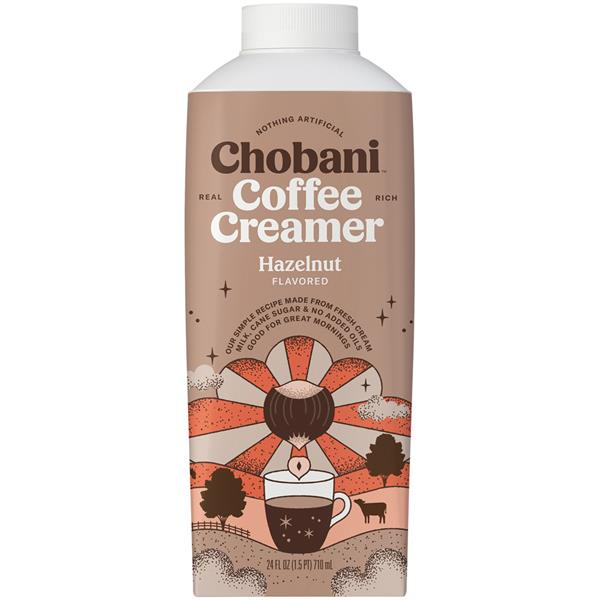 NOTHING ARTIFICIAL
Chobani™
REAL
Coffee
RICH
Creamer
Hazelnut
FLAVORED
OUR SIMPLE RECIPE MADE FROM FRESH CREAM
MILK, CANE SUGAR & NO ADDED OILS
GOOD FOR GREAT MORNINGS
24 FL OZ (1.5 PT) 710 mL